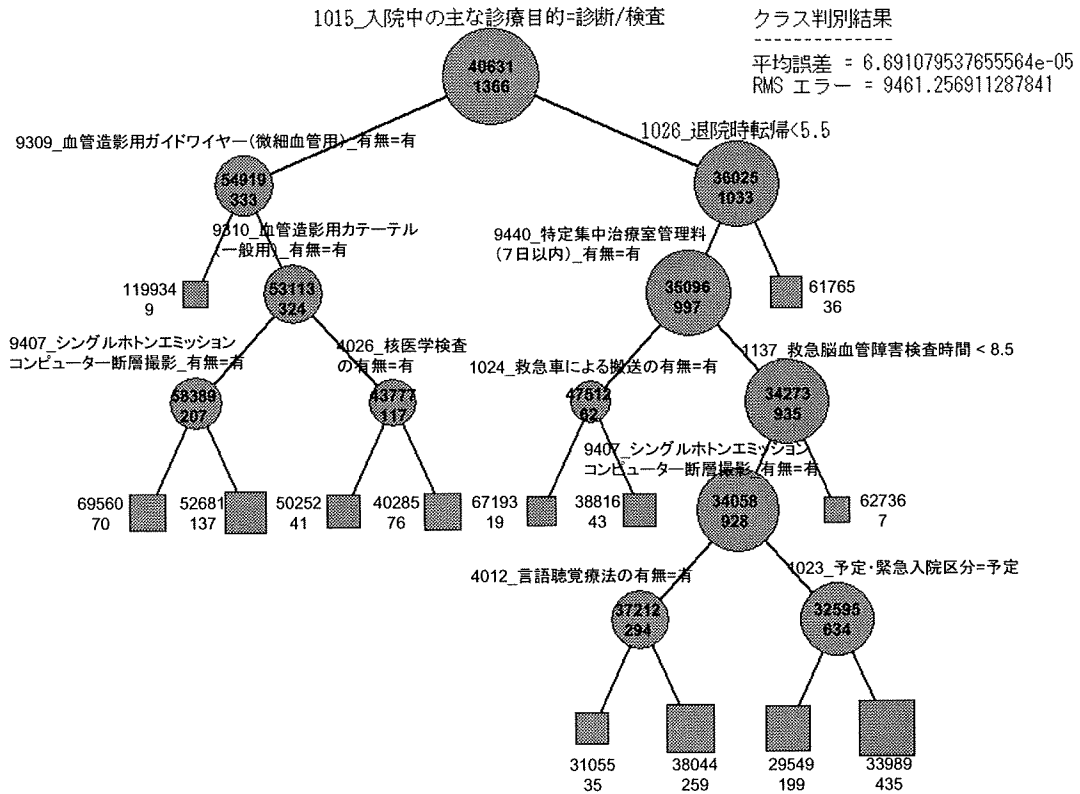 1015_入院中の主な診療目的=診断/検査
クラス判別結果
--------------
平均誤差 = 6.691079537655564e-05
RMS エラー = 9461.256911287841
40631
1366
9309_血管造影用ガイドワイヤー(微細血管用)_有無=有
1026_退院時転帰<5.5
54919
333
36025
1033
9310_血管造影用カテーテル
(一般用)_有無=有
9440_特定集中治療室管理料
(7日以内)_有無=有
119934
9
53113
324
35096
997
61765
36
9407_シングルホトンエミッション
コンピューター断層撮影_有無=有
4026_核医学検査
の有無=有
1024_救急車による搬送の有無=有
1137_救急脳血管障害検査時間<8.5
58389
207
43777
117
47512
62
34273
935
9407_シングルホトンエミッション
コンピューター断層撮影_有無=有
69560
70
52681
137
50252
41
40285
76
67193
19
38816
43
34058
928
62736
7
4012_言語聴覚療法の有無=有
1023_予定・緊急入院区分=予定
37212
294
32595
634
31055
35
38044
259
29549
199
33989
435